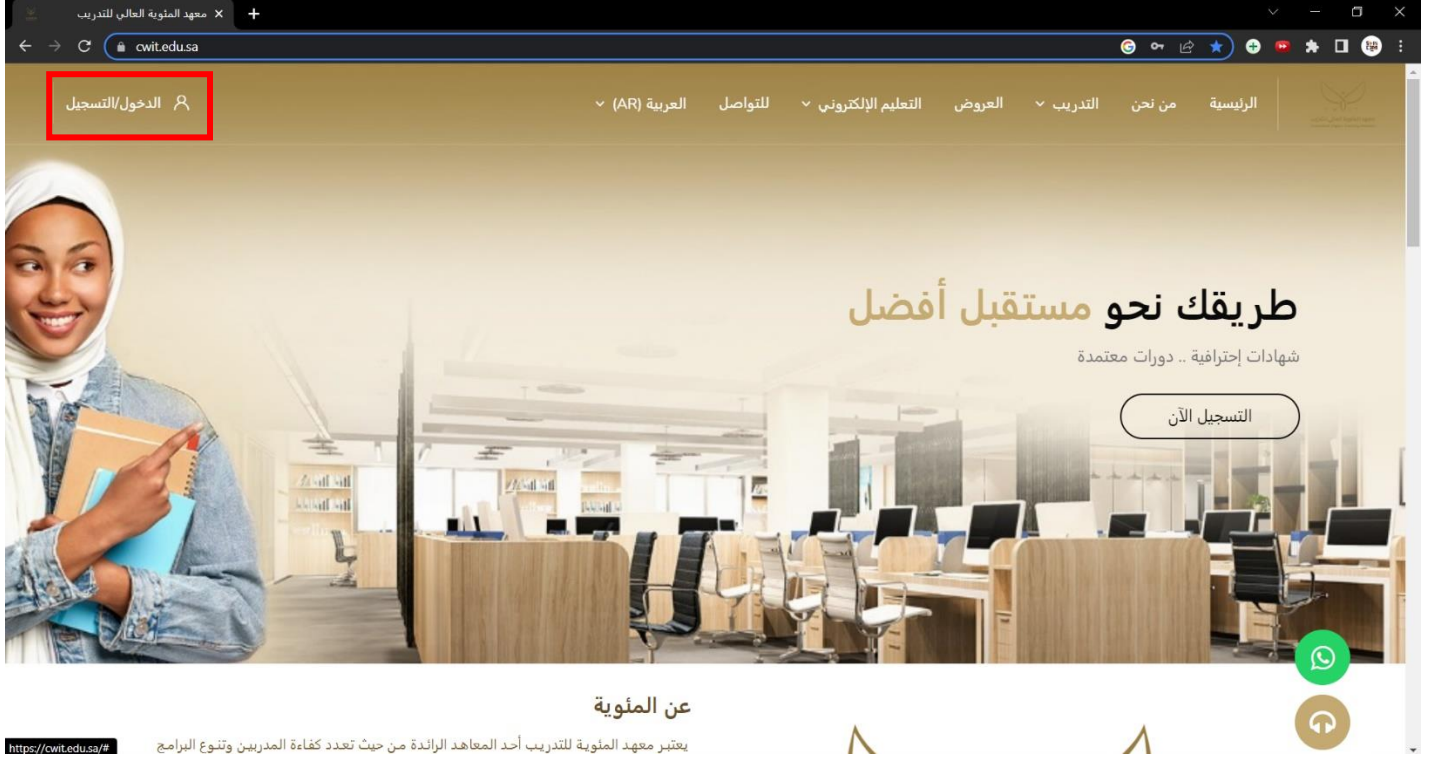 معهد المئوية العالي للتدريب
cwit.edu.sa
الرئيسية من نحن التدريب العروض التعليم الإلكتروني للتواصل العربية (AR) الدخول/التسجيل
طريقك نحو مستقبل أفضل
شهادات إحترافية .. دورات معتمدة
التسجيل الآن
عن المئوية
يعتبر معهد المئوية للتدريب أحد المعاهد الرائدة من حيث تعدد كفاءة المدربين وتنوع البرامج
https://cwit.edu.sa/#